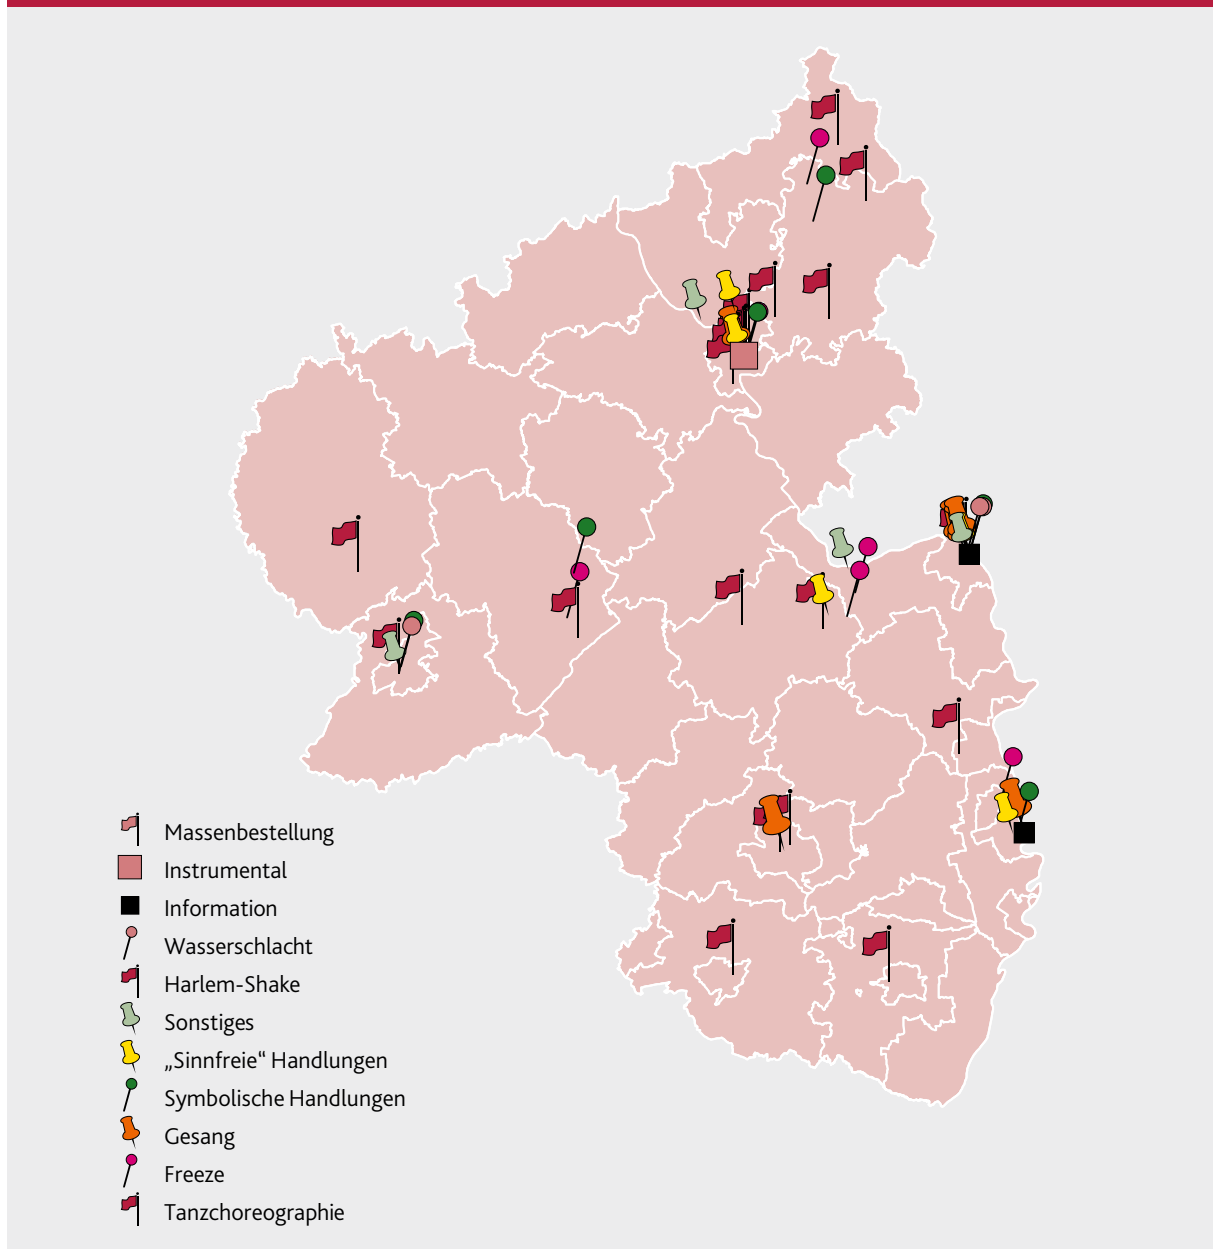 Massenbestellung
Instrumental
Information
Wasserschlacht
Harlem-Shake
Sonstiges
„Sinnfreie“ Handlungen
Symbolische Handlungen
Gesang
Freeze
Tanzchoreographie